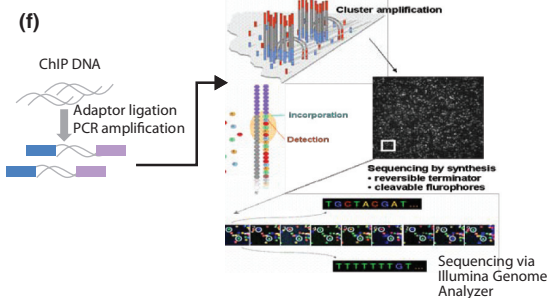 (f)
ChIP DNA
Adaptor ligation
PCR amplification
Cluster amplification
Incorporation
Detection
Sequencing by synthesis
• reversible terminator
• cleavable flurophores
TGCTACGAT...
TTTTTTTGT...
Sequencing via
Illumina Genome
Analyzer